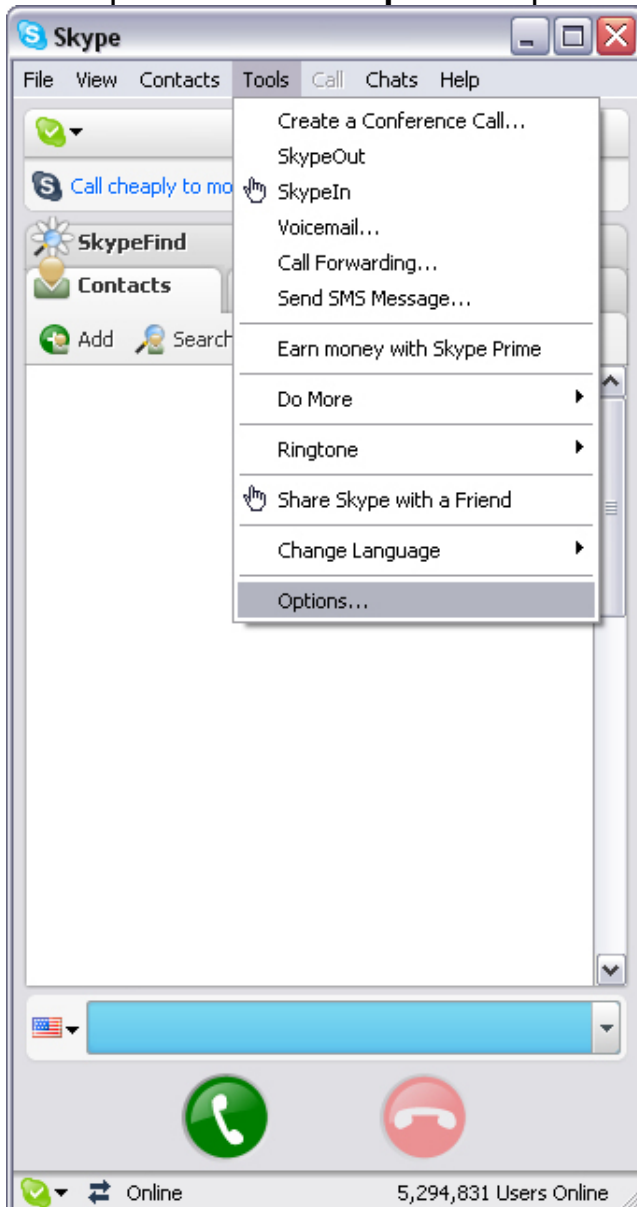 Skype
File View Contacts Tools Call Chats Help
Call cheaply to mo
SkypeFind
Contacts
Add Search
Create a Conference Call...
SkypeOut
SkypeIn
Voicemail...
Call Forwarding...
Send SMS Message...
Earn money with Skype Prime
Do More
Ringtone
Share Skype with a Friend
Change Language
Options...
Online 5,294,831 Users Online